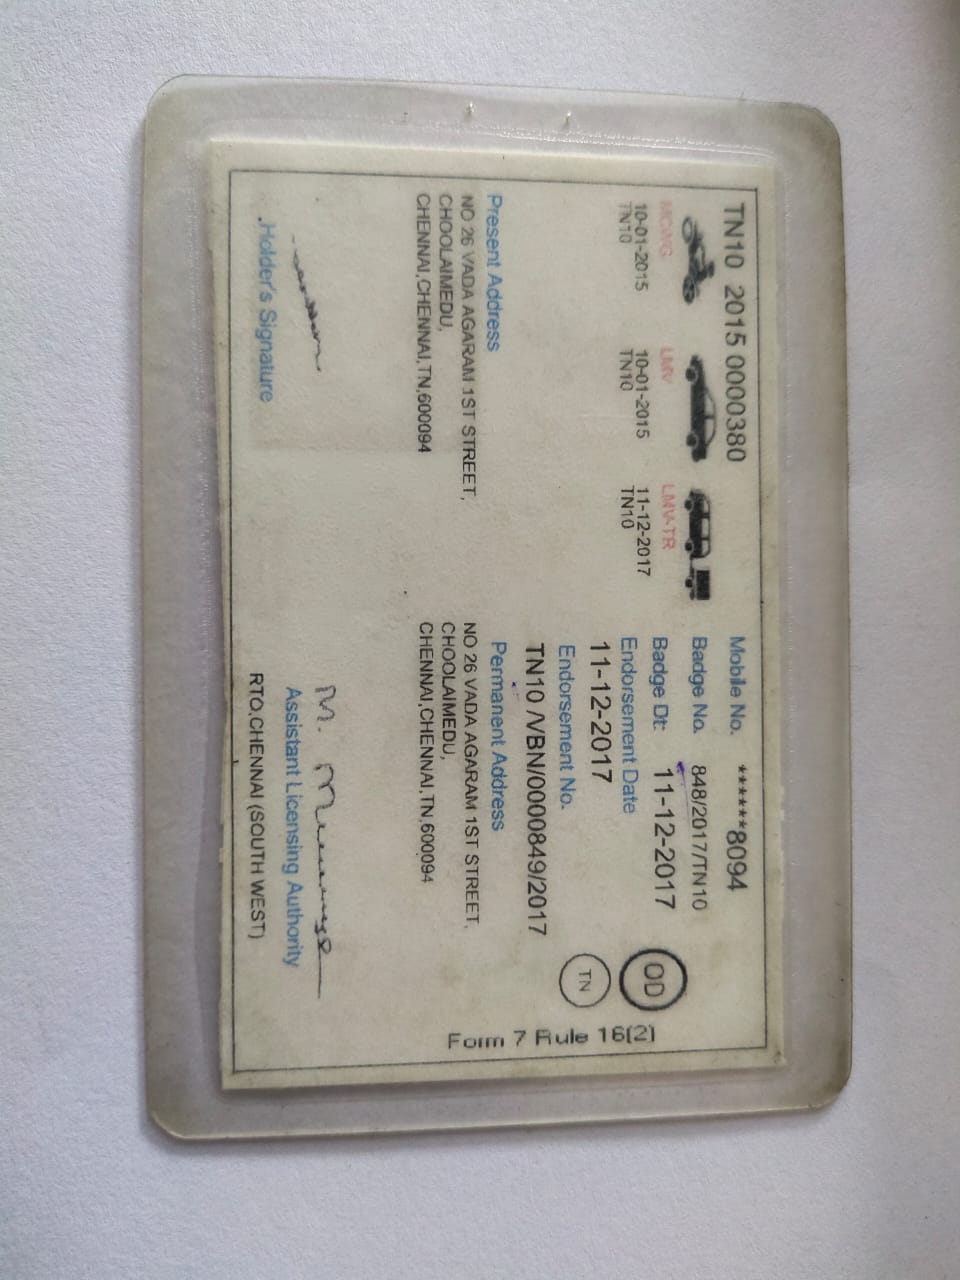 TN10 2015 0000380
Mobile No. ******8094
Badge No. 848/2017/TN10
MCWG LMV LMV-TR
Badge Dt: 11-12-2017
10-01-2015 10-01-2015 11-12-2017
TN10 TN10 TN10
OD
Endorsement Date
11-12-2017
Endorsement No.
TN
TN10 /VBN/0000849/2017
Form 7 Rule 16(2)
Present Address
NO 26 VADA AGARAM 1ST STREET,
CHOOLAIMEDU,
CHENNAI,CHENNAI,TN,600094
Permanent Address
NO 26 VADA AGARAM 1ST STREET,
CHOOLAIMEDU,
CHENNAI,CHENNAI,TN,600094
Holder's Signature
Assistant Licensing Authority
RTO,CHENNAI (SOUTH WEST)